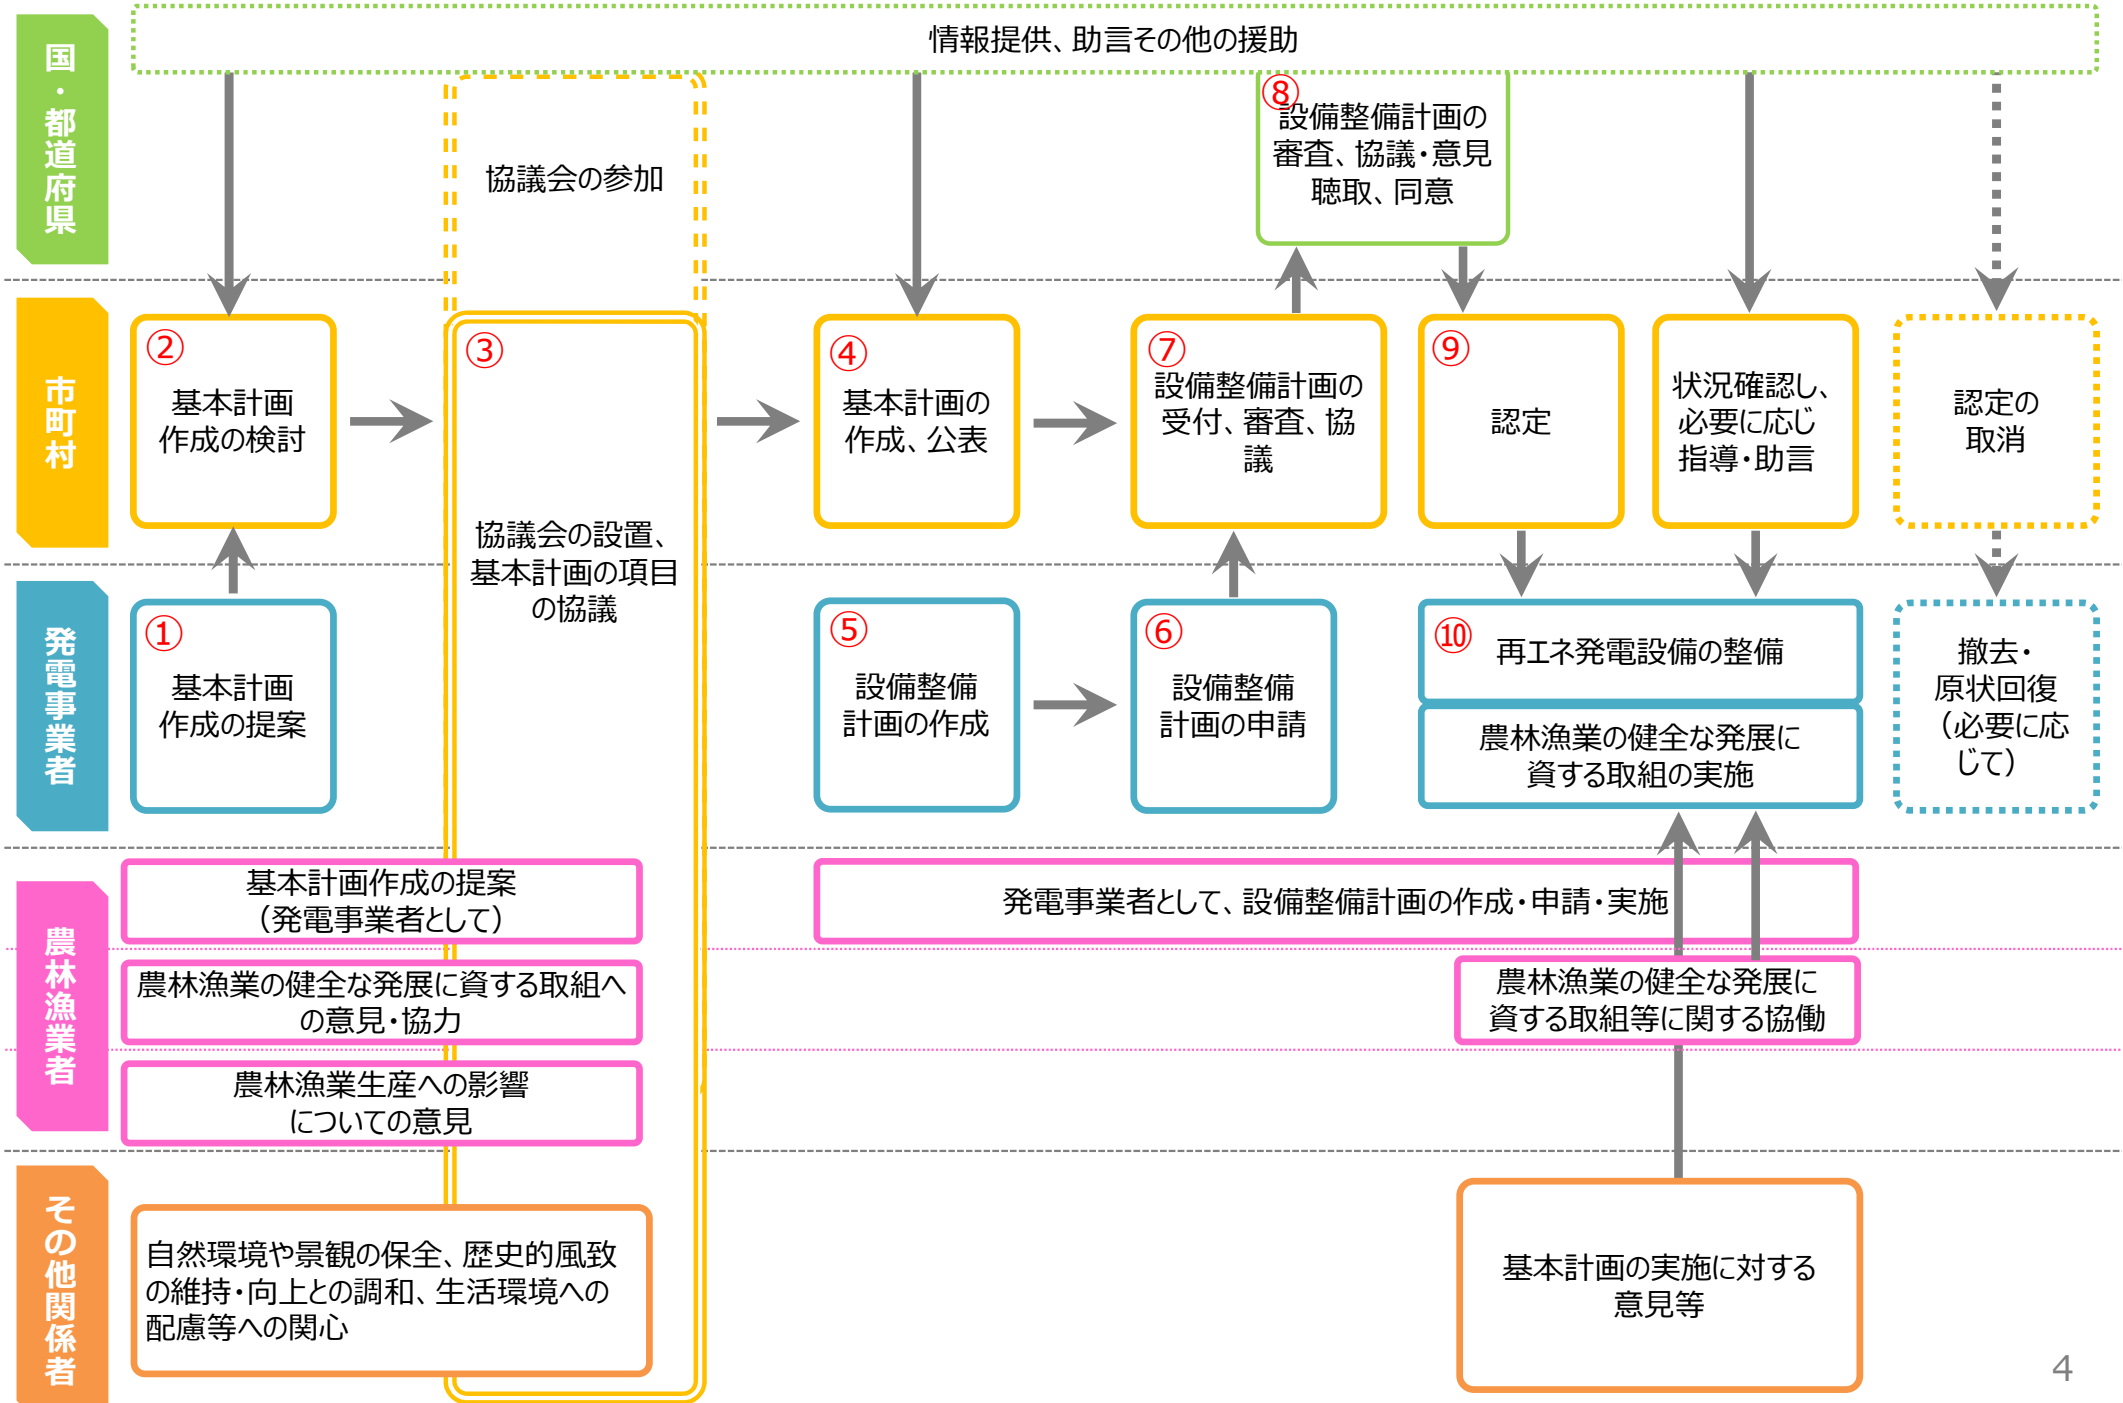 国・都道府県
情報提供、助言その他の援助
協議会の参加
⑧
設備整備計画の
審査、協議・意見
聴取、同意
市町村
②
基本計画
作成の検討
③
協議会の設置、
基本計画の項目
の協議
④
基本計画の
作成、公表
⑦
設備整備計画の
受付、審査、協
議
⑨
認定
状況確認し、
必要に応じ
指導・助言
認定の
取消
発電事業者
①
基本計画
作成の提案
⑤
設備整備
計画の作成
⑥
設備整備
計画の申請
⑩
再エネ発電設備の整備
農林漁業の健全な発展に
資する取組の実施
撤去・
原状回復
（必要に応
じて）
農林漁業者
基本計画作成の提案
（発電事業者として）
発電事業者として、設備整備計画の作成・申請・実施
農林漁業の健全な発展に資する取組へ
の意見・協力
農林漁業の健全な発展に
資する取組等に関する協働
農林漁業生産への影響
についての意見
その他関係者
自然環境や景観の保全、歴史的風致
の維持・向上との調和、生活環境への
配慮等への関心
基本計画の実施に対する
意見等
4